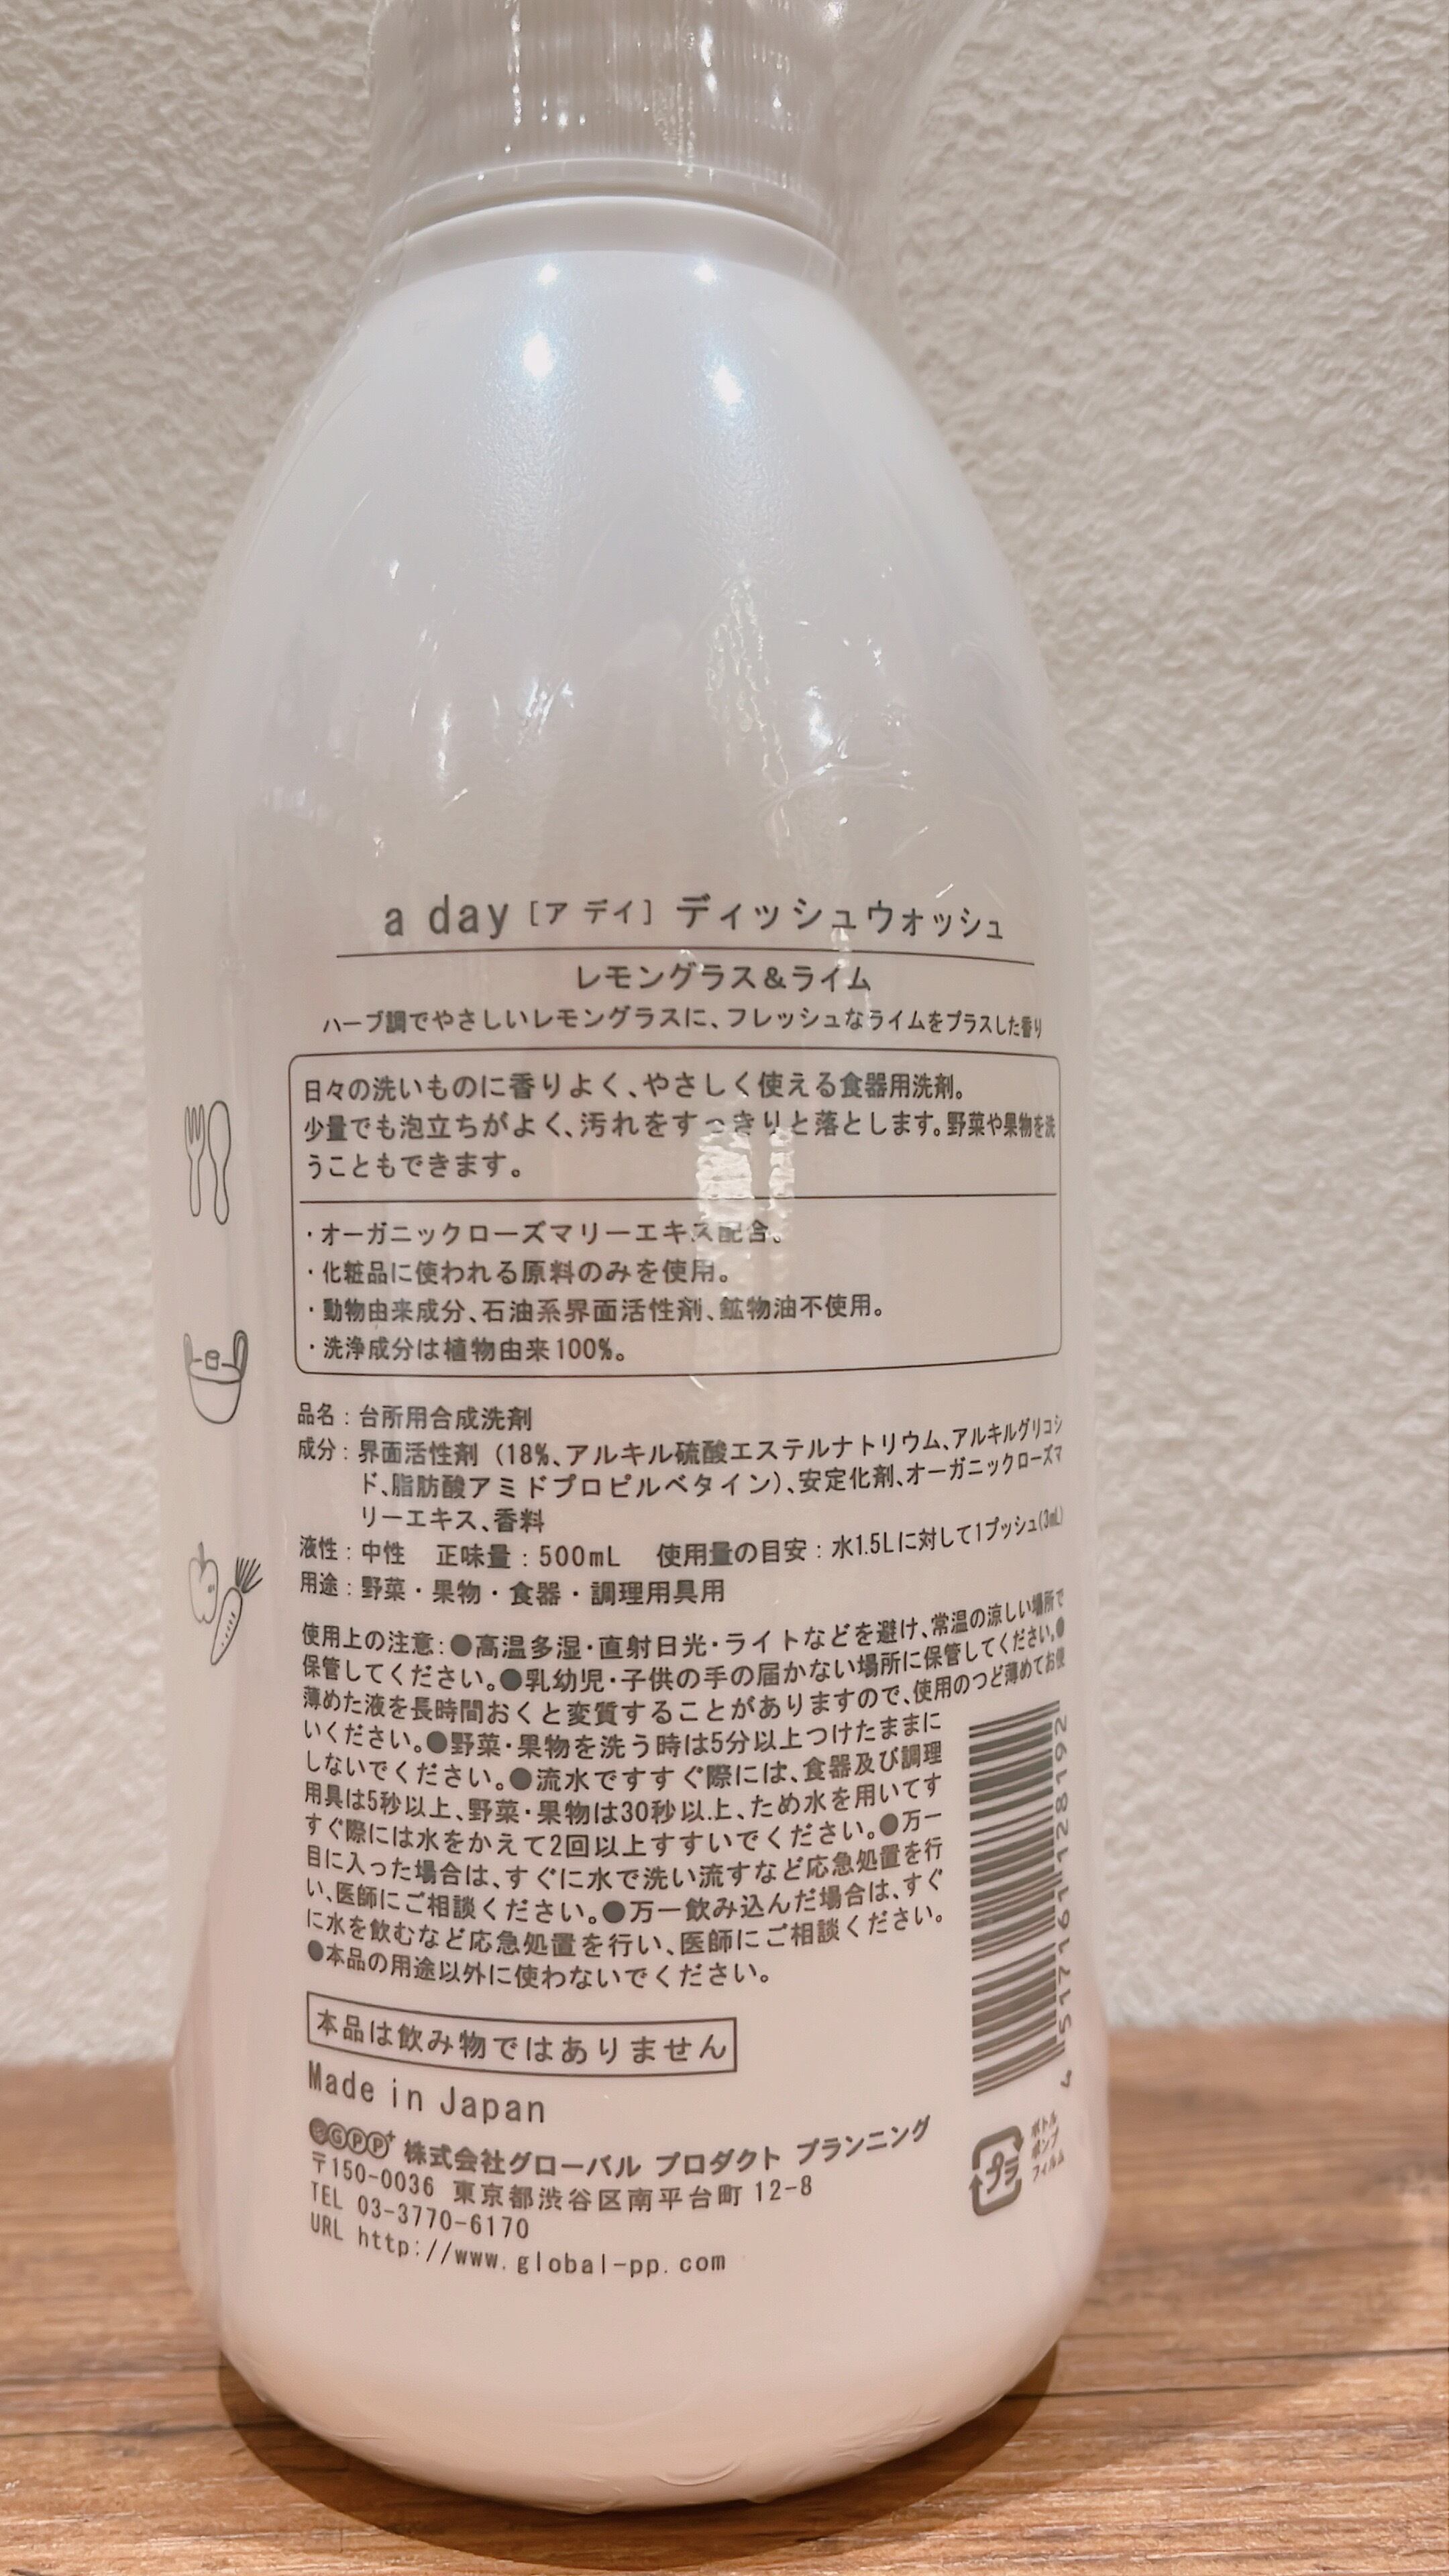 a day [ア デイ] ディッシュウォッシュ
レモングラス&ライム
ハーブ調でやさしいレモングラスに、フレッシュなライムをプラスした香り
日々の洗いものに香りよく、やさしく使える食器用洗剤。
少量でも泡立ちがよく、汚れをすっきりと落とします。野菜や果物を洗
うこともできます。
・オーガニックローズマリーエキス配合。
・化粧品に使われる原料のみを使用。
・動物由来成分、石油系界面活性剤、鉱物油不使用。
・洗浄成分は植物由来100%。
品名：台所用合成洗剤
成分：界面活性剤（18%、アルキル硫酸エステルナトリウム、アルキルグリコシ
ド、脂肪酸アミドプロピルベタイン）、安定化剤、オーガニックローズマ
リーエキス、香料
液性：中性　正味量：500mL　使用量の目安：水1.5Lに対して1プッシュ(3mL)
用途：野菜・果物・食器・調理用具用
使用上の注意：●高温多湿・直射日光・ライトなどを避け、常温の涼しい場所で
保管してください。●乳幼児・子供の手の届かない場所に保管してください。●
薄めた液を長時間おくと変質することがありますので、使用のつど薄めてお使
いください。●野菜・果物を洗う時は5分以上つけたままに
しないでください。●流水ですすぐ際には、食器及び調理
用具は5秒以上、野菜・果物は30秒以上、ため水を用いてす
すぐ際には水をかえて2回以上すすいでください。●万一
目に入った場合は、すぐに水で洗い流すなど応急処置を行
い、医師にご相談ください。●万一飲み込んだ場合は、すぐ
に水を飲むなど応急処置を行い、医師にご相談ください。
●本品の用途以外に使わないでください。
本品は飲み物ではありません
Made in Japan
GPP+ 株式会社グローバル プロダクト プランニング
〒150-0036 東京都渋谷区南平台町 12-8
TEL 03-3770-6170
URL http://www.global-pp.com
4 517161 128192
プラ
ボトル
ポンプ
フィルム